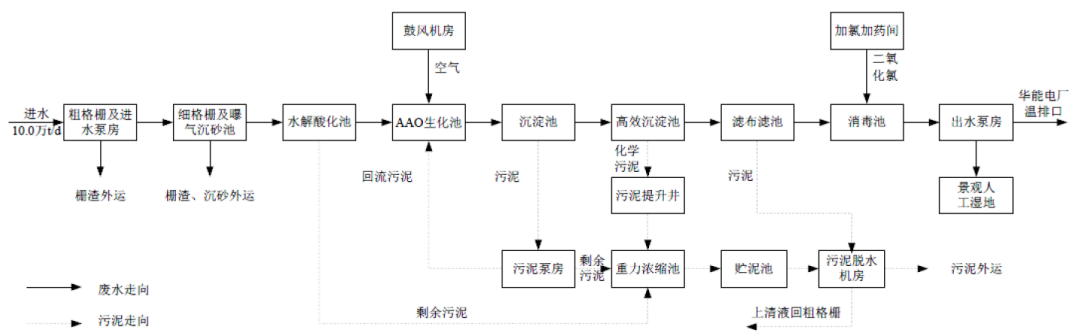 鼓风机房
加氯加药间
空气
二氧
化氯
进水
10.0万t/d
粗格栅及进
水泵房
细格栅及曝
气沉砂池
水解酸化池
AAO生化池
沉淀池
高效沉淀池
滤布滤池
消毒池
出水泵房
华能电厂
温排口
栅渣外运
栅渣、沉砂外运
回流污泥
污泥
化学
污泥
污泥
污泥提升井
景观人
工湿地
污泥泵房
剩余
污泥
重力浓缩池
贮泥池
污泥脱水
机房
污泥外运
废水走向
剩余污泥
上清液回粗格栅
污泥走向